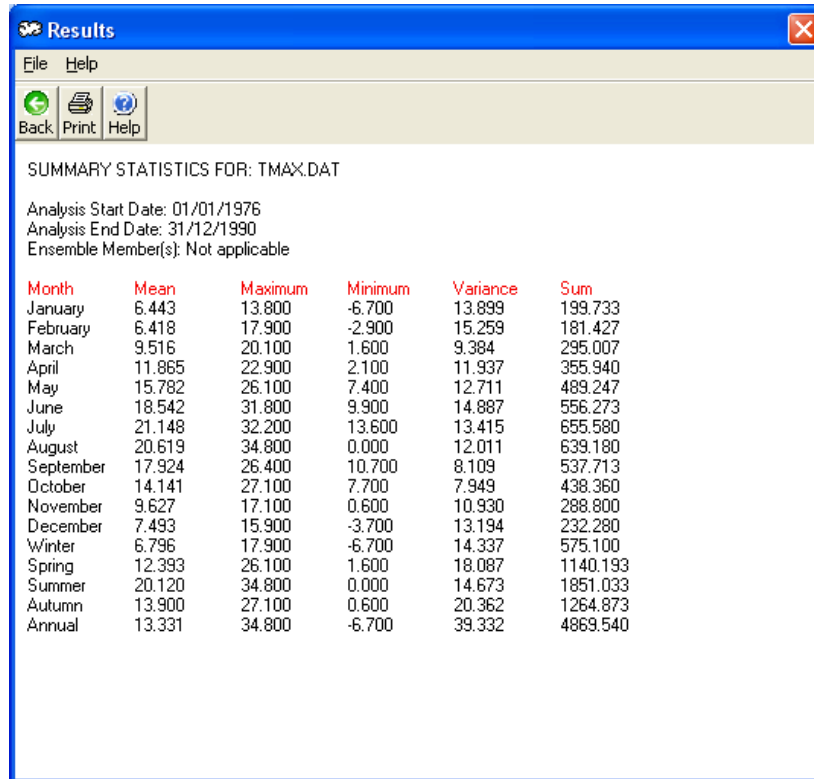 Results
File Help
Back Print Help
SUMMARY STATISTICS FOR: TMAX.DAT
Analysis Start Date: 01/01/1976
Analysis End Date: 31/12/1990
Ensemble Member(s): Not applicable
Month Mean Maximum Minimum Variance Sum
January 6.443 13.800 -6.700 13.899 199.733
February 6.418 17.900 -2.900 15.259 181.427
March 9.516 20.100 1.600 9.384 295.007
April 11.865 22.900 2.100 11.937 355.940
May 15.782 26.100 7.400 12.711 489.247
June 18.542 31.800 9.900 14.887 556.273
July 21.148 32.200 13.600 13.415 655.580
August 20.619 34.800 0.000 12.011 639.180
September 17.924 26.400 10.700 8.109 537.713
October 14.141 27.100 7.700 7.949 438.360
November 9.627 17.100 0.600 10.930 288.800
December 7.493 15.900 -3.700 13.194 232.280
Winter 6.796 17.900 -6.700 14.337 575.100
Spring 12.393 26.100 1.600 18.087 1140.193
Summer 20.120 34.800 0.000 14.673 1851.033
Autumn 13.900 27.100 0.600 20.362 1264.873
Annual 13.331 34.800 -6.700 39.332 4869.540